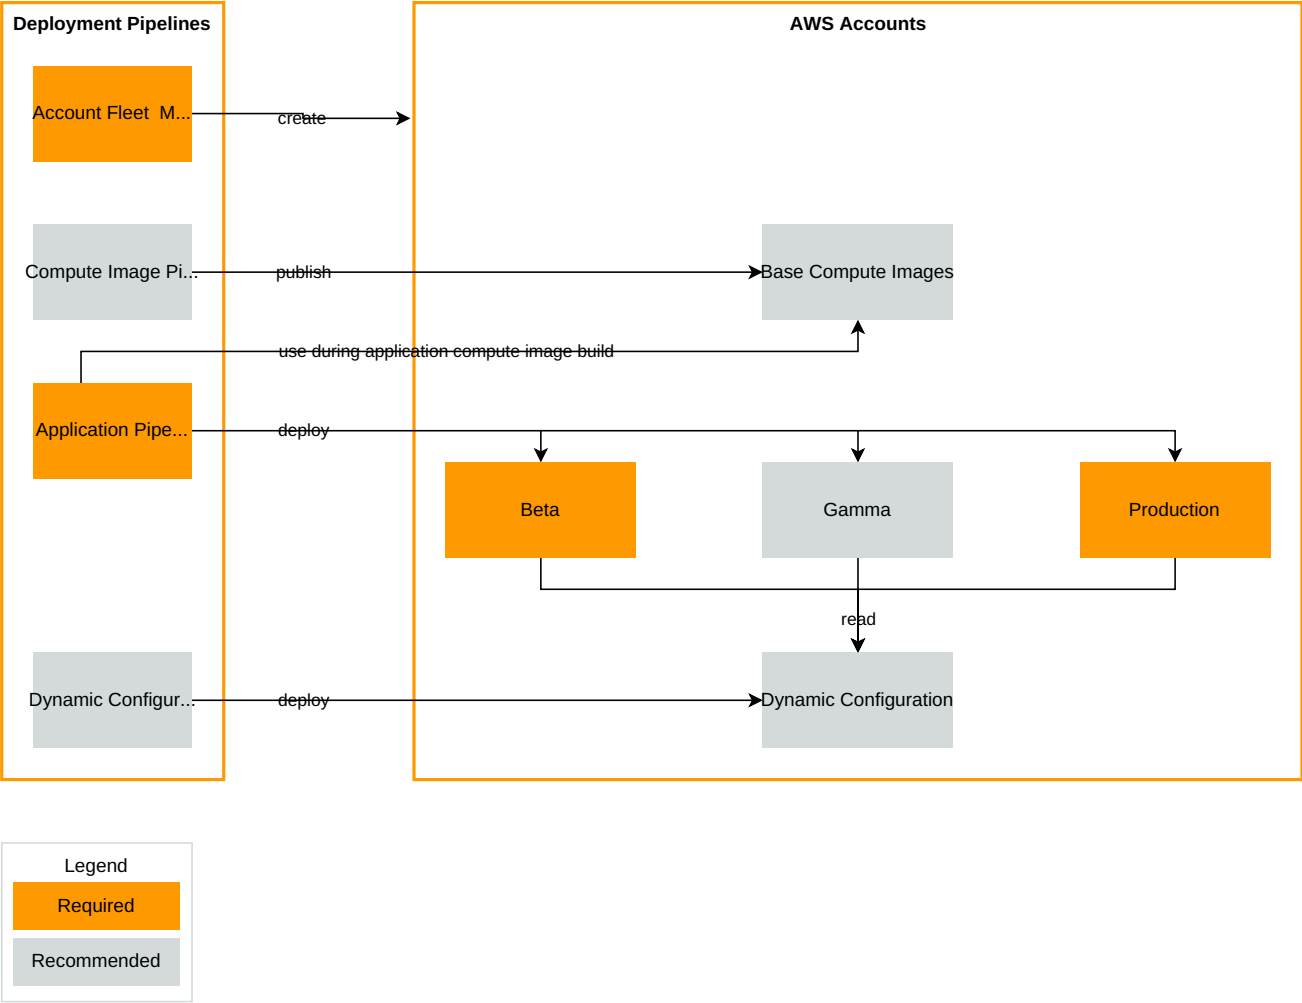 Deployment Pipelines
AWS Accounts
Account Fleet  M...
create
Compute Image Pi...
publish
Base Compute Images
use during application compute image build
Application Pipe...
deploy
Beta
Gamma
Production
read
Dynamic Configur...
deploy
Dynamic Configuration
Legend
Required
Recommended